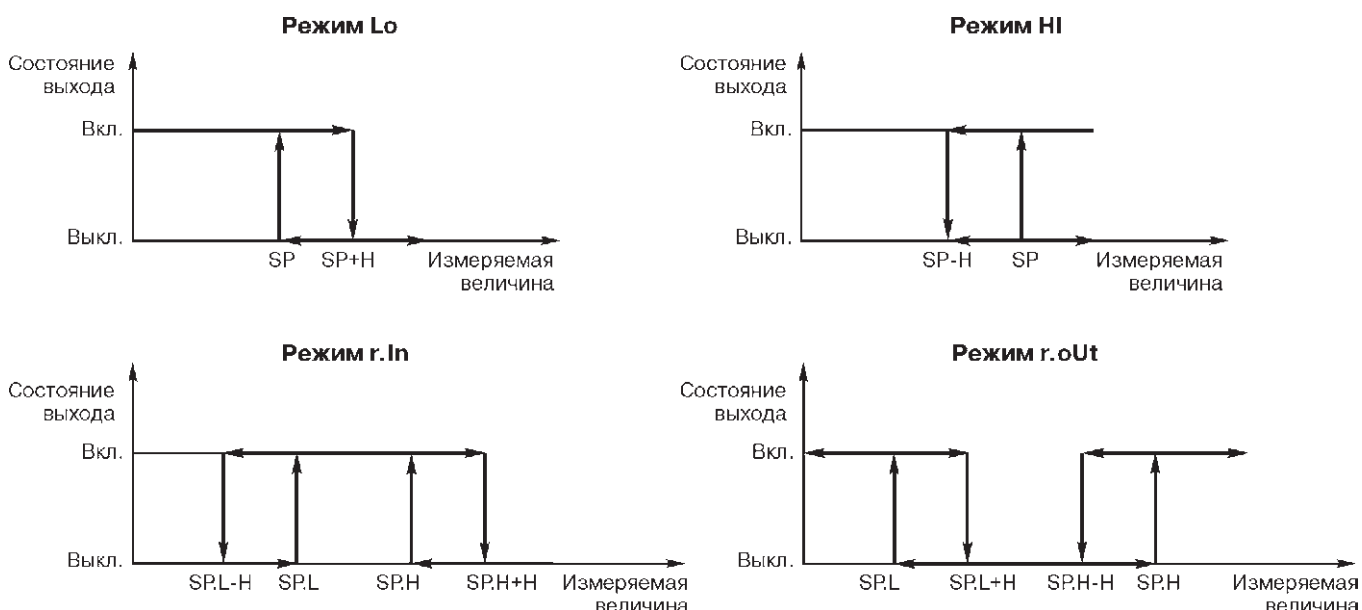 Режим Lo
Состояние
выхода
Вкл.
Выкл.
SP SP+H Измеряемая
величина
Режим HI
Состояние
выхода
Вкл.
Выкл.
SP-H SP Измеряемая
величина
Режим r.In
Состояние
выхода
Вкл.
Выкл.
SP.L-H SP.L SP.H SP.H+H Измеряемая
величина
Режим r.oUt
Состояние
выхода
Вкл.
Выкл.
SP.L SP.L+H SP.H-H SP.H Измеряемая
величина